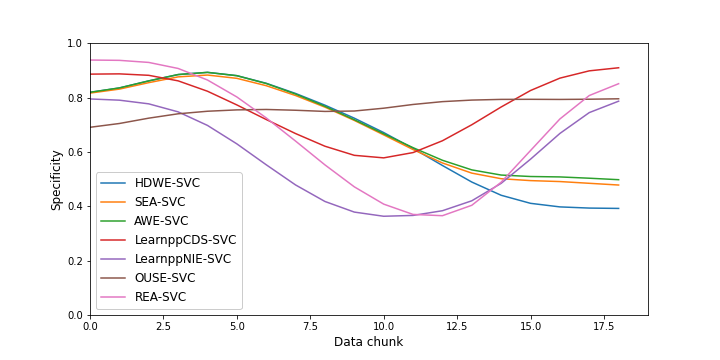 1.0
0.8
0.6
0.4
0.2
0.0
Specificity
HDWE-SVC
SEA-SVC
AWE-SVC
LearnppCDS-SVC
LearnppNIE-SVC
OUSE-SVC
REA-SVC
0.0 2.5 5.0 7.5 10.0 12.5 15.0 17.5
Data chunk